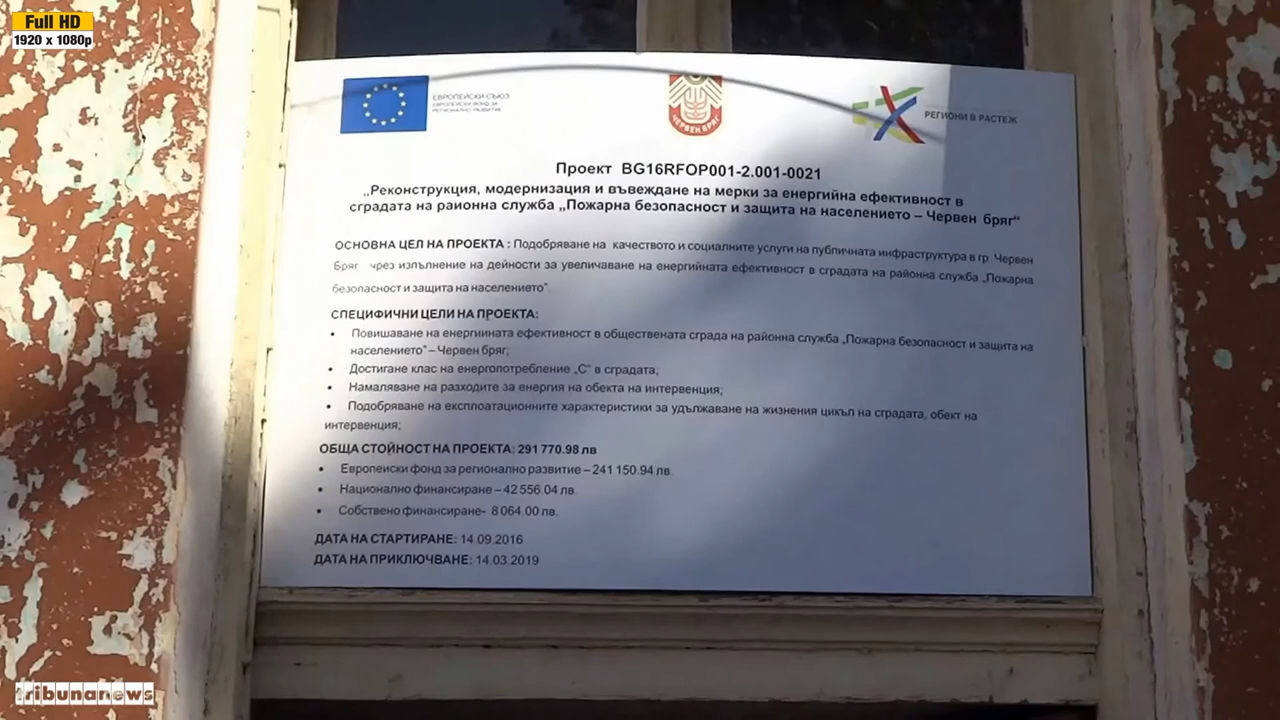 Full HD
1920 x 1080p
ЕВРОПЕЙСКИ СЪЮЗ
ЕВРОПЕЙСКИ ФОНД ЗА
РЕГИОНАЛНО РАЗВИТИЕ
ЧЕРВЕН БРЯГ
РЕГИОНИ В РАСТЕЖ
Проект BG16RFOP001-2.001-0021
„Реконструкция, модернизация и въвеждане на мерки за енергийна ефективност в
сградата на районна служба „Пожарна безопасност и защита на населението – Червен бряг“
ОСНОВНА ЦЕЛ НА ПРОЕКТА : Подобряване на качеството и социалните услуги на публичната инфраструктура в гр. Червен
Бряг чрез изпълнение на дейности за увеличаване на енергийната ефективност в сградата на районна служба „Пожарна
безопасност и защита на населението“
СПЕЦИФИЧНИ ЦЕЛИ НА ПРОЕКТА:
• Повишаване на енергийната ефективност в обществената сграда на районна служба „Пожарна безопасност и защита на
населението“ – Червен бряг;
• Достигане клас на енергопотребление „С“ в сградата;
• Намаляване на разходите за енергия на обекта на интервенция;
• Подобряване на експлоатационните характеристики за удължаване на жизнения цикъл на сградата, обект на
интервенция;
ОБЩА СТОЙНОСТ НА ПРОЕКТА: 291 770.98 лв
• Европейски фонд за регионално развитие – 241 150.94 лв.
• Национално финансиране – 42 556.04 лв.
• Собствено финансиране- 8 064.00 лв.
ДАТА НА СТАРТИРАНЕ: 14.09.2016
ДАТА НА ПРИКЛЮЧВАНЕ: 14.03.2019
tribunanews